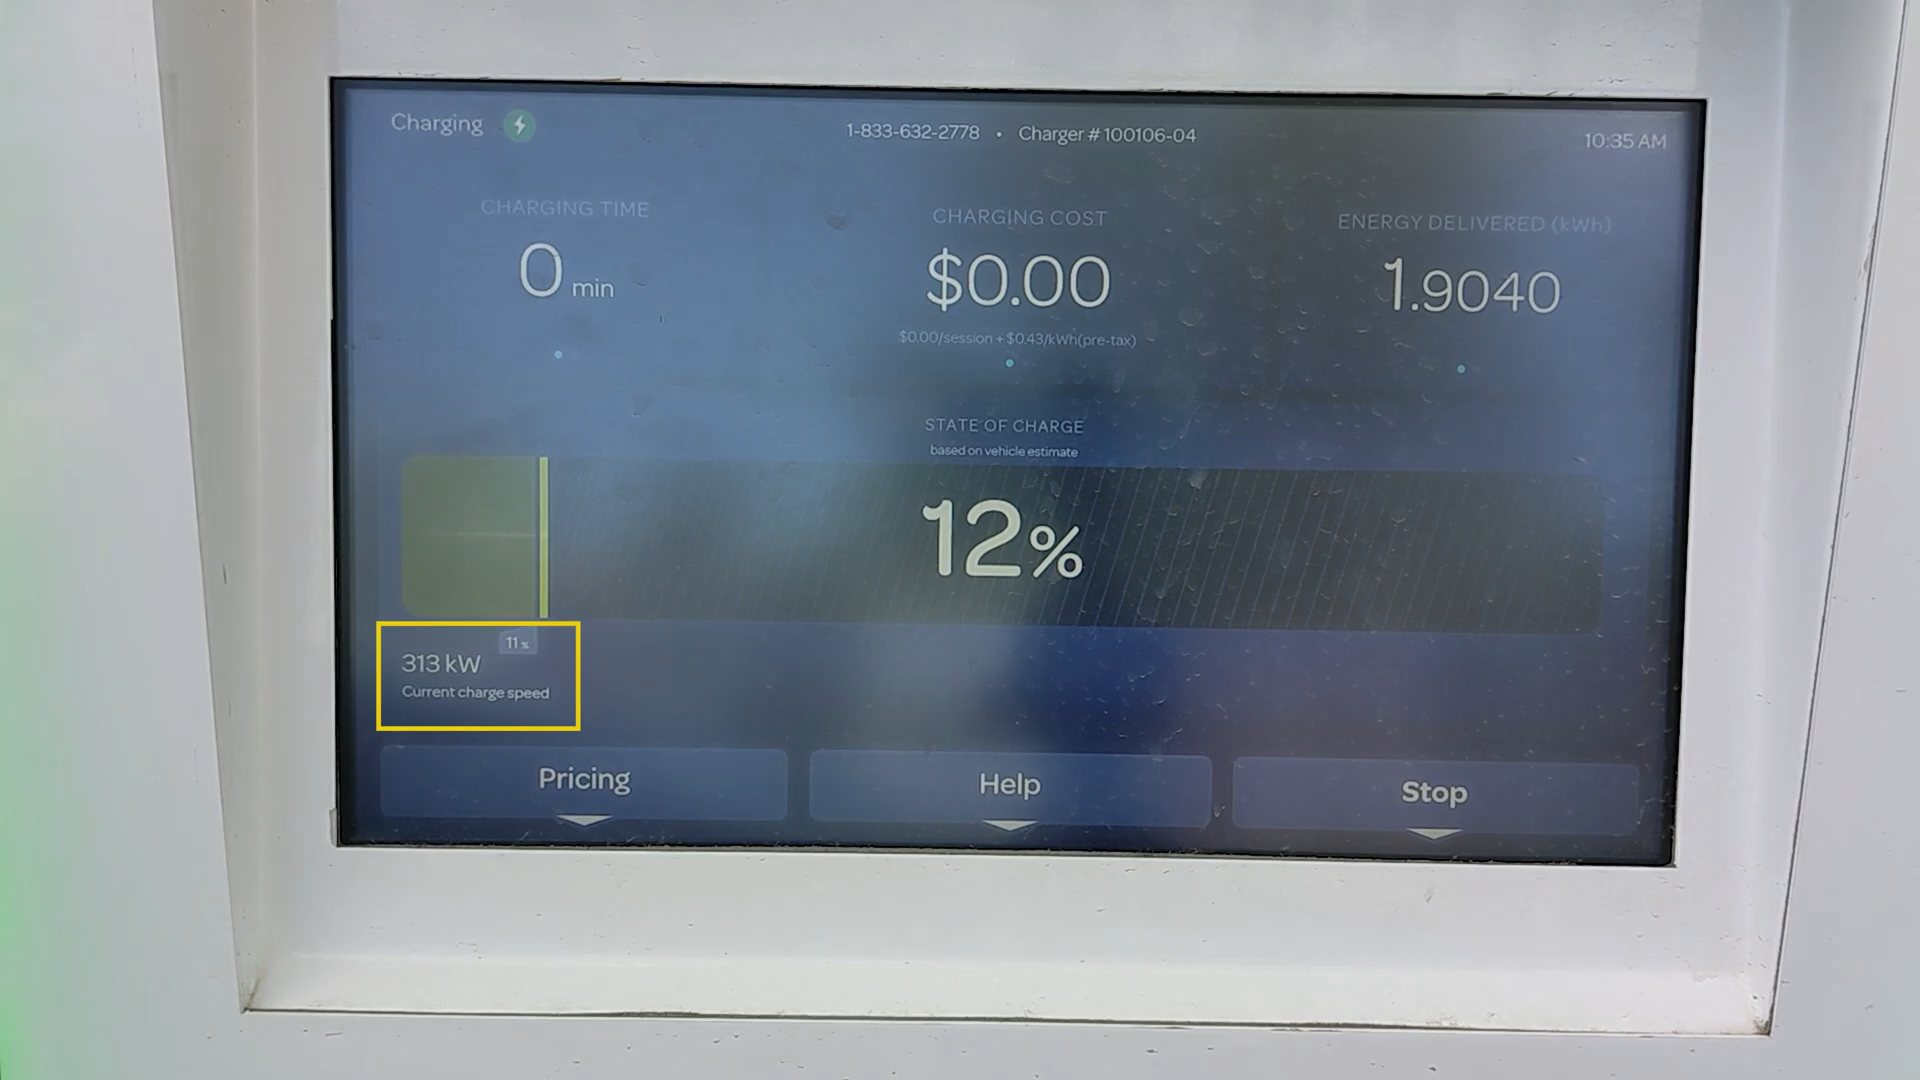 Charging
1-833-632-2778 • Charger # 100106-04
10:35 AM
CHARGING TIME
0 min
CHARGING COST
$0.00
$0.00/session + $0.43/kWh(pre-tax)
ENERGY DELIVERED (kWh)
1.9040
STATE OF CHARGE
based on vehicle estimate
12%
11 %
313 kW
Current charge speed
Pricing
Help
Stop